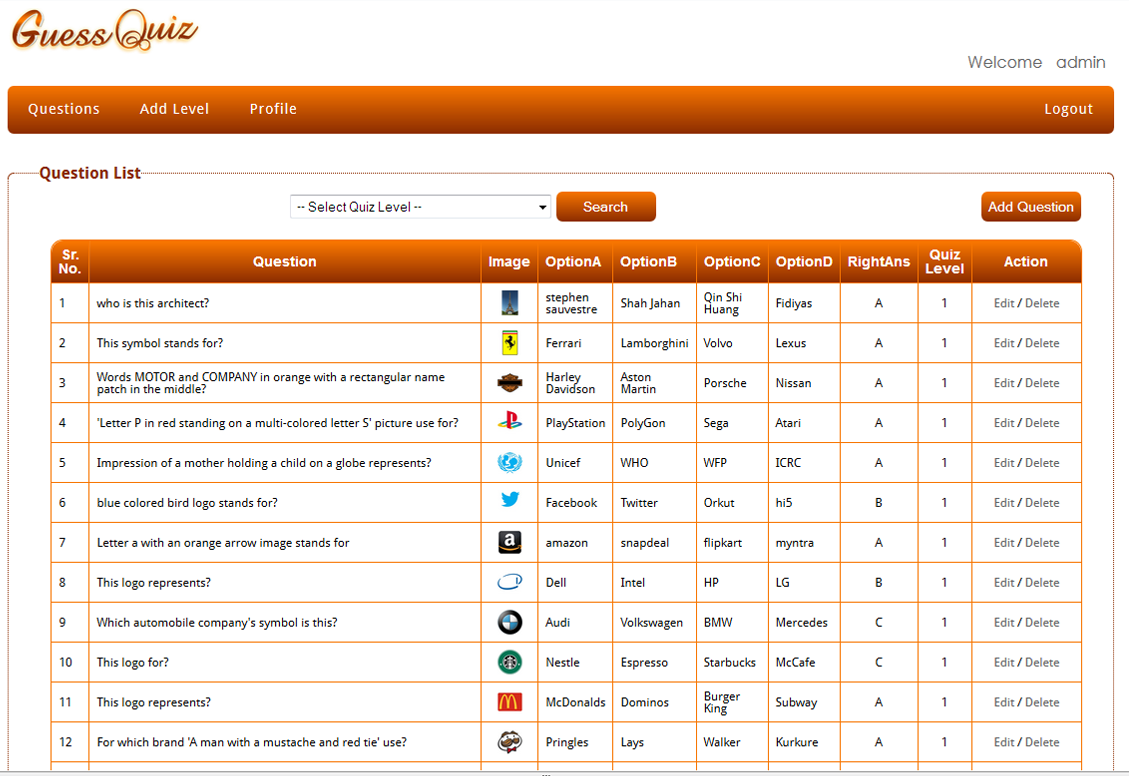 Guess Quiz
Welcome admin
Questions Add Level Profile Logout
Question List
-- Select Quiz Level -- Search Add Question
Sr. No. Question Image OptionA OptionB OptionC OptionD RightAns Quiz Level Action
1 who is this architect? stephen sauvestre Shah Jahan Qin Shi Huang Fidiyas A 1 Edit / Delete
2 This symbol stands for? Ferrari Lamborghini Volvo Lexus A 1 Edit / Delete
3 Words MOTOR and COMPANY in orange with a rectangular name patch in the middle? Harley Davidson Aston Martin Porsche Nissan A 1 Edit / Delete
4 'Letter P in red standing on a multi-colored letter S' picture use for? PlayStation PolyGon Sega Atari A 1 Edit / Delete
5 Impression of a mother holding a child on a globe represents? Unicef WHO WFP ICRC A 1 Edit / Delete
6 blue colored bird logo stands for? Facebook Twitter Orkut hi5 B 1 Edit / Delete
7 Letter a with an orange arrow image stands for a amazon snapdeal flipkart myntra A 1 Edit / Delete
8 This logo represents? Dell Intel HP LG B 1 Edit / Delete
9 Which automobile company's symbol is this? Audi Volkswagen BMW Mercedes C 1 Edit / Delete
10 This logo for? Nestle Espresso Starbucks McCafe C 1 Edit / Delete
11 This logo represents? McDonalds Dominos Burger King Subway A 1 Edit / Delete
12 For which brand 'A man with a mustache and red tie' use? Pringles Lays Walker Kurkure A 1 Edit / Delete